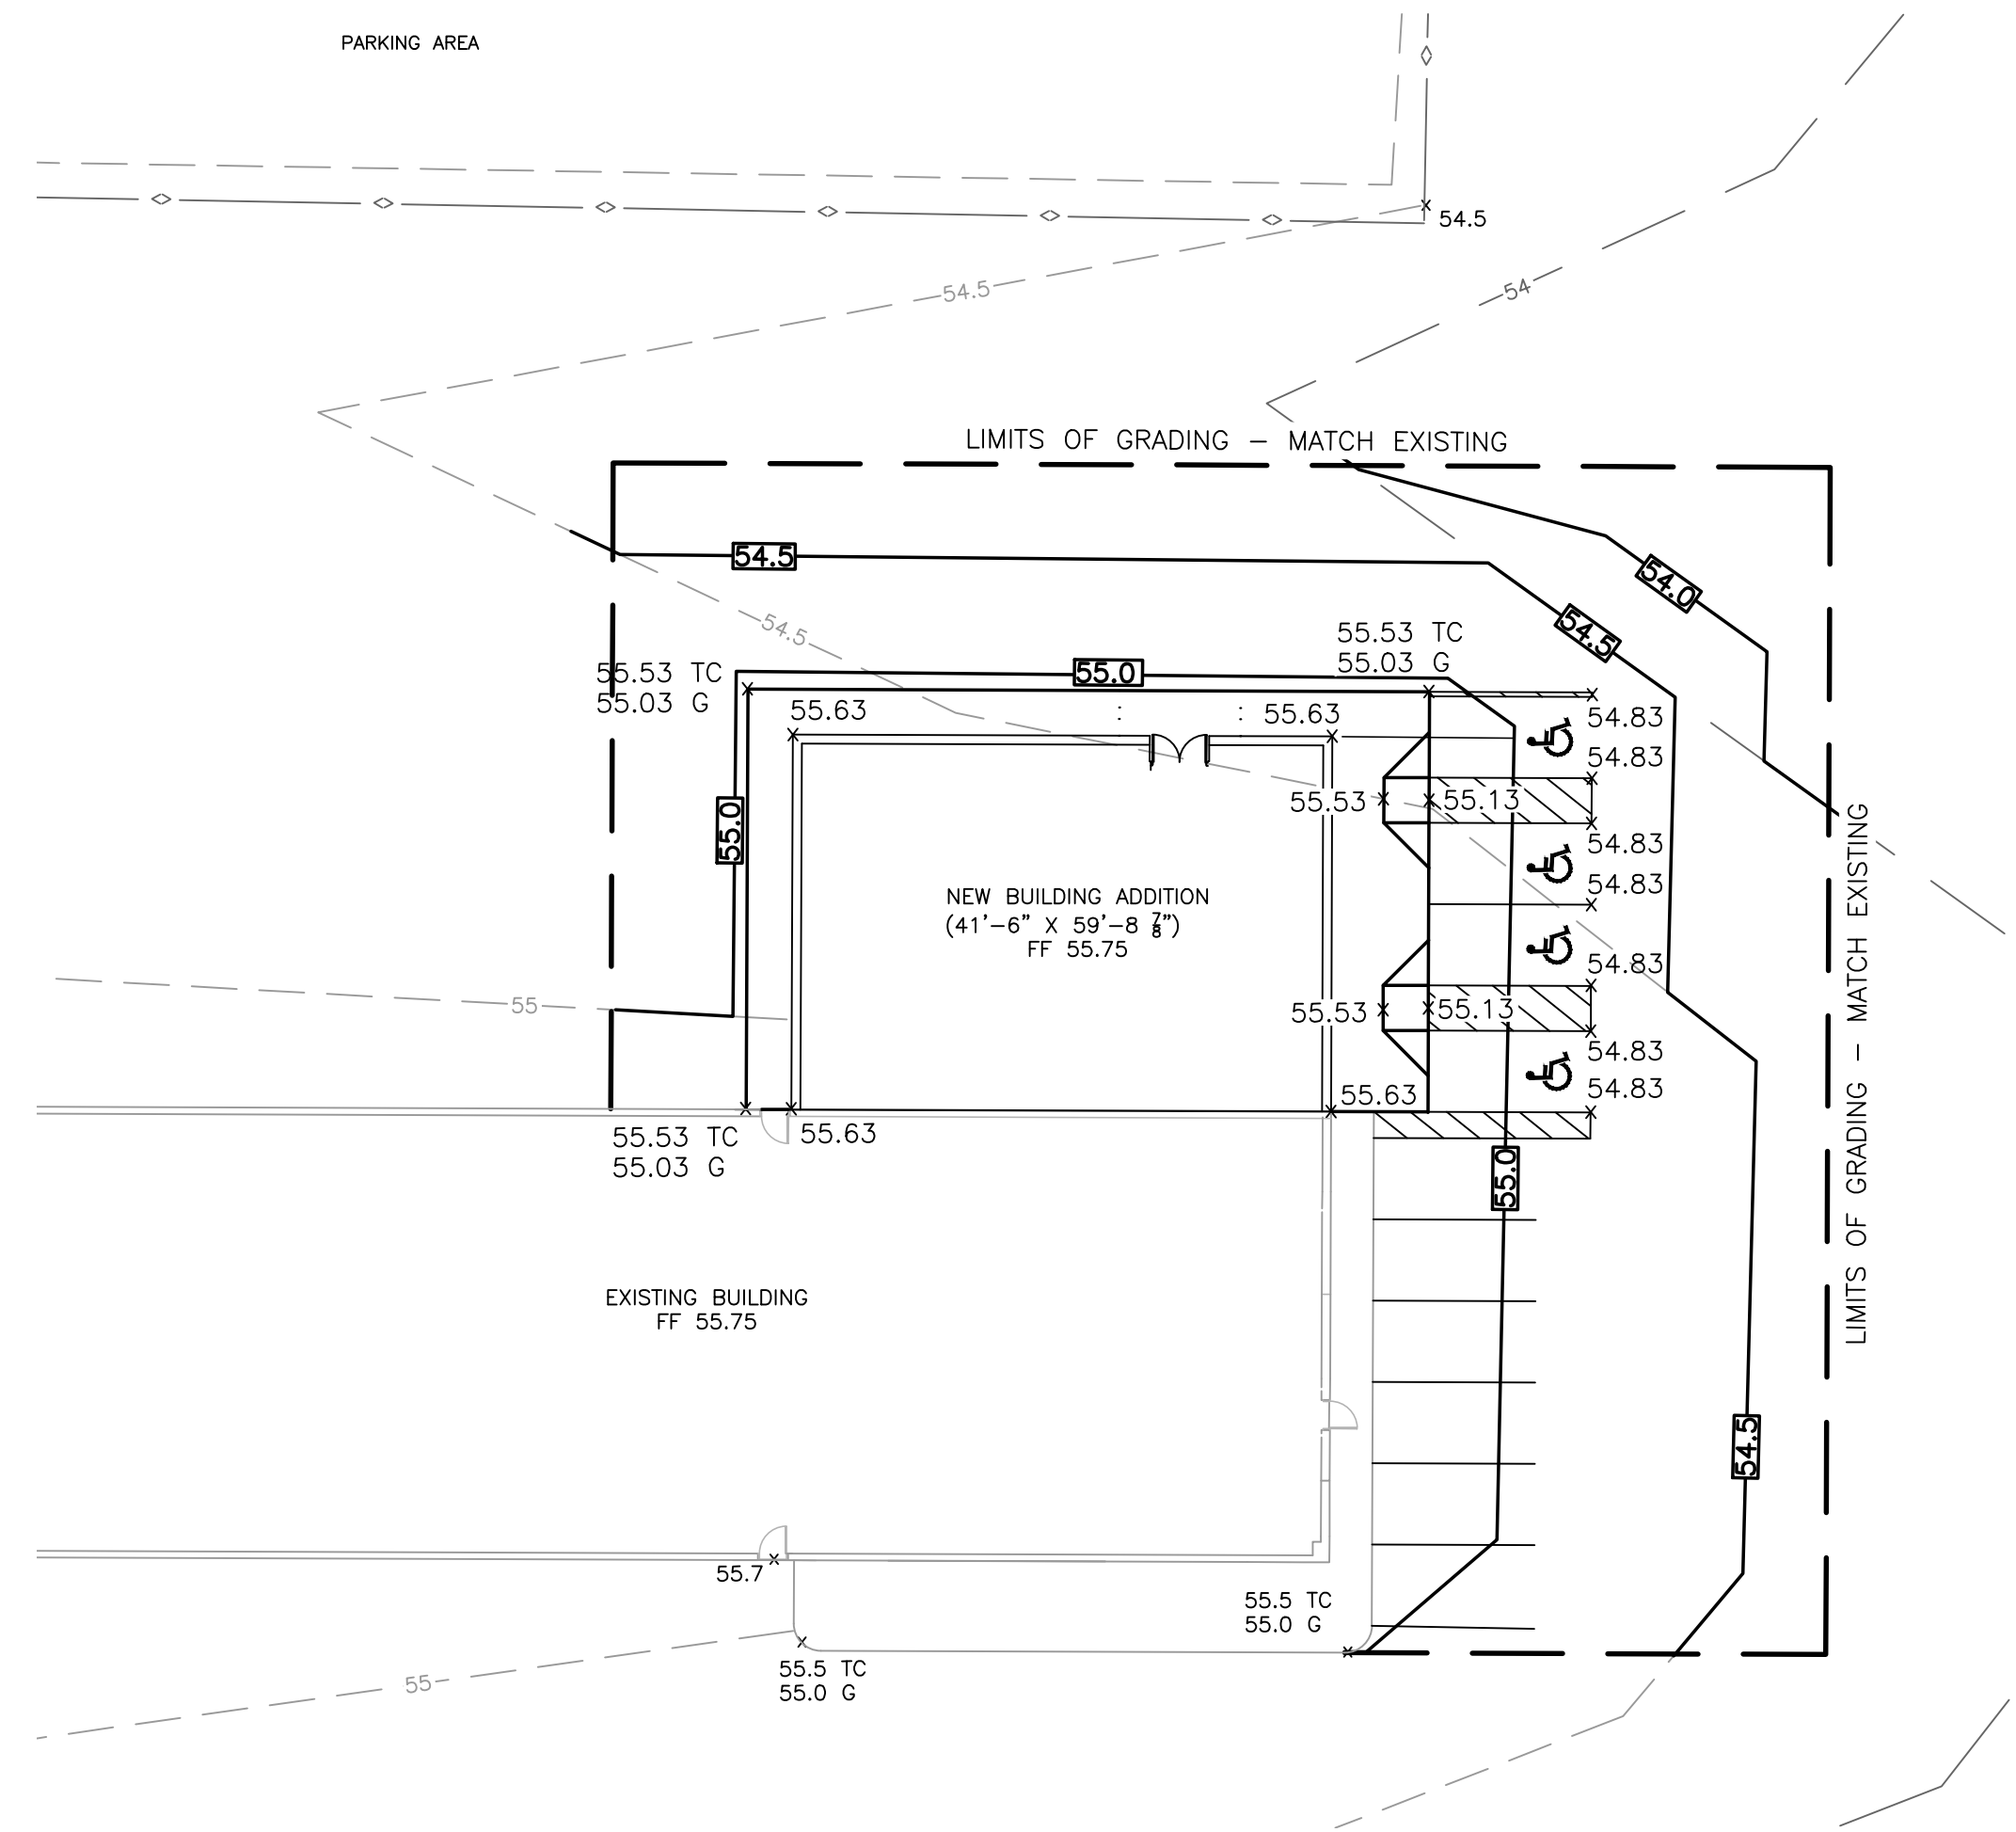 PARKING AREA
54.5
54.5
54
LIMITS OF GRADING – MATCH EXISTING
54.5
54.0
54.5
54.5
55.53 TC
55.03 G
55.53 TC
55.03 G
55.0
55.63
: :
55.63
54.83
54.83
55.53
55.13
55.0
54.83
54.83
NEW BUILDING ADDITION
(41'–6" X 59'–8 ⅞")
FF 55.75
54.83
55
55.53
55.13
54.83
54.83
55.63
LIMITS OF GRADING – MATCH EXISTING
55.53 TC
55.03 G
55.63
55.0
EXISTING BUILDING
FF 55.75
54.5
55.7
55.5 TC
55.0 G
55
55.5 TC
55.0 G